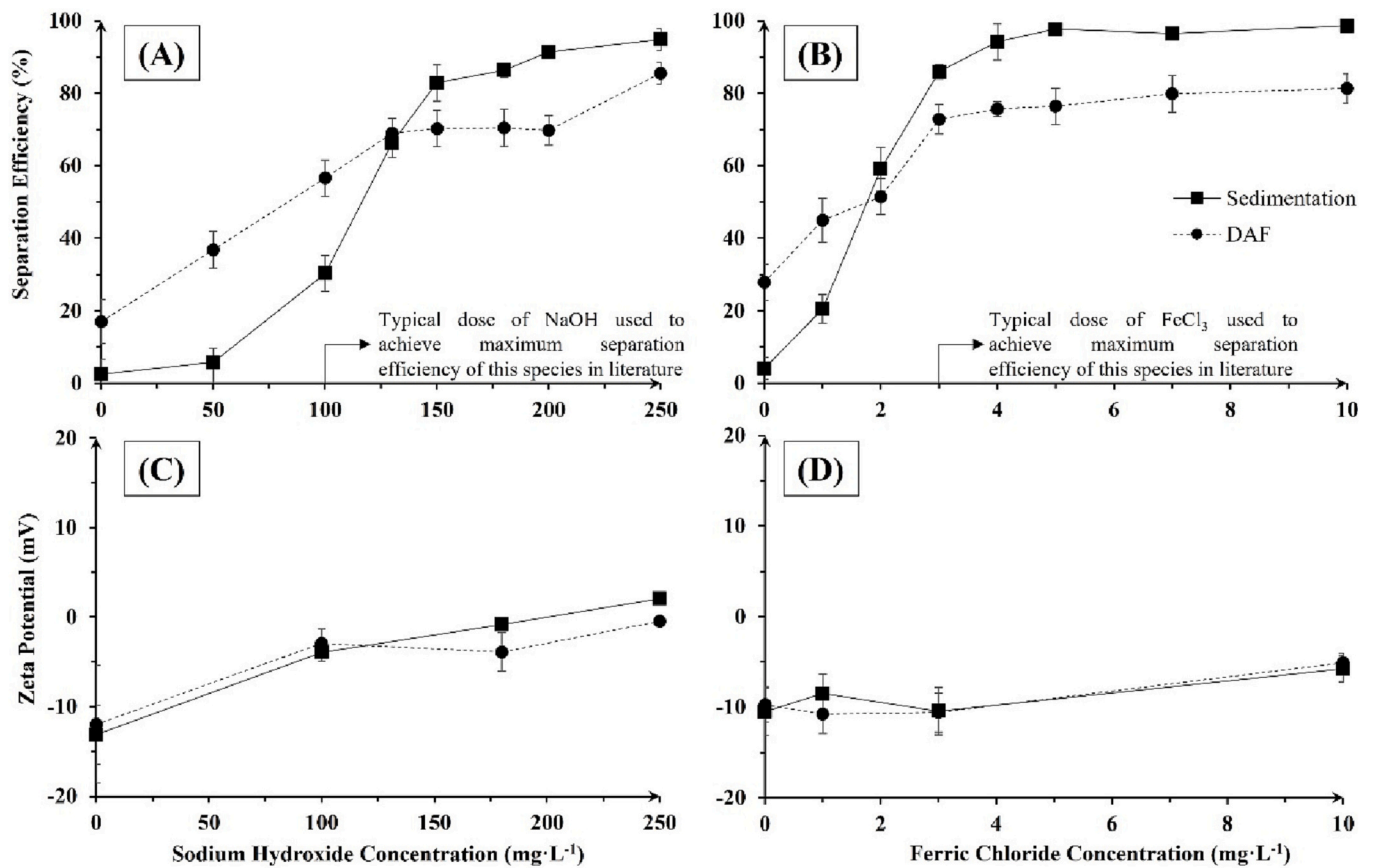 (A)
Separation Efficiency (%)
100
80
60
40
20
0
Typical dose of NaOH used to
achieve maximum separation
efficiency of this species in literature
0 50 100 150 200 250
(B)
100
80
60
40
20
0
Sedimentation
DAF
Typical dose of FeCl₃ used to
achieve maximum separation
efficiency of this species in literature
0 2 4 6 8 10
(C)
Zeta Potential (mV)
20
10
0
-10
-20
0 50 100 150 200 250
Sodium Hydroxide Concentration (mg·L⁻¹)
(D)
20
10
0
-10
-20
0 2 4 6 8 10
Ferric Chloride Concentration (mg·L⁻¹)